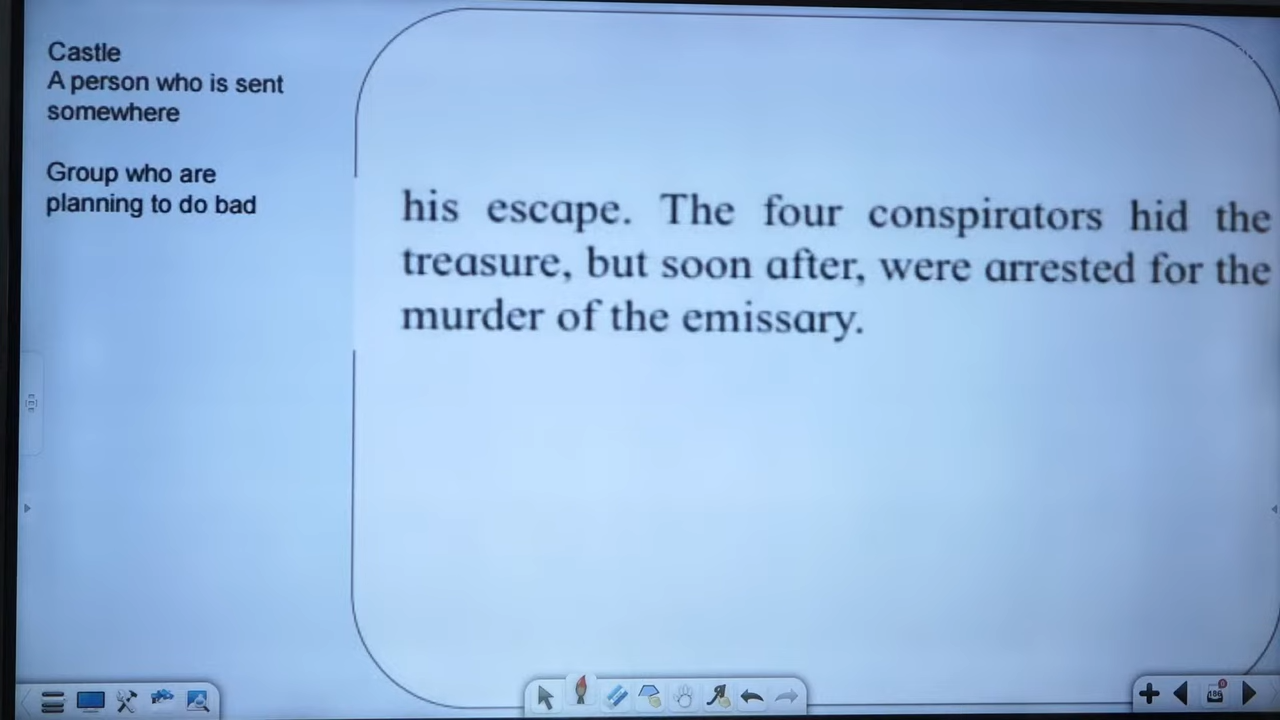 Castle
A person who is sent
somewhere
Group who are
planning to do bad
his escape. The four conspirators hid the
treasure, but soon after, were arrested for the
murder of the emissary.